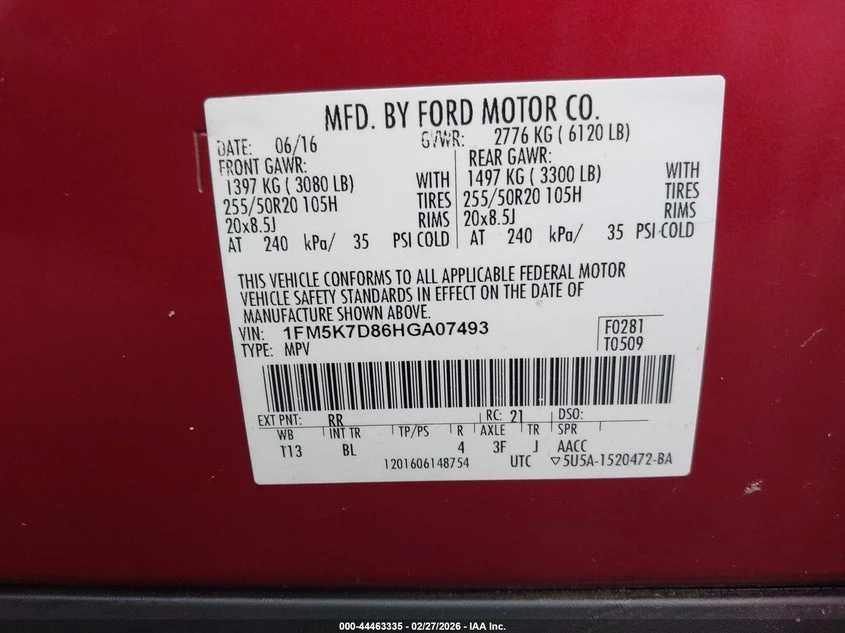 MFD. BY FORD MOTOR CO.
DATE: 06/16 GVWR: 2776 KG ( 6120 LB)
FRONT GAWR: REAR GAWR:
1397 KG ( 3080 LB) WITH 1497 KG ( 3300 LB) WITH
255/50R20 105H TIRES 255/50R20 105H TIRES
20x8.5J RIMS 20x8.5J RIMS
AT 240 kPa/ 35 PSI COLD AT 240 kPa/ 35 PSI COLD
THIS VEHICLE CONFORMS TO ALL APPLICABLE FEDERAL MOTOR
VEHICLE SAFETY STANDARDS IN EFFECT ON THE DATE OF
MANUFACTURE SHOWN ABOVE.
VIN: 1FM5K7D86HGA07493 F0281
TYPE: MPV T0509
EXT PNT: RR RC: 21 DSO:
WB INT TR TP/PS R AXLE TR SPR
113 BL 4 3F J AACC
1201606148754 UTC ▽5U5A-1520472-BA
000-44463335 - 02/27/2026 - IAA Inc.